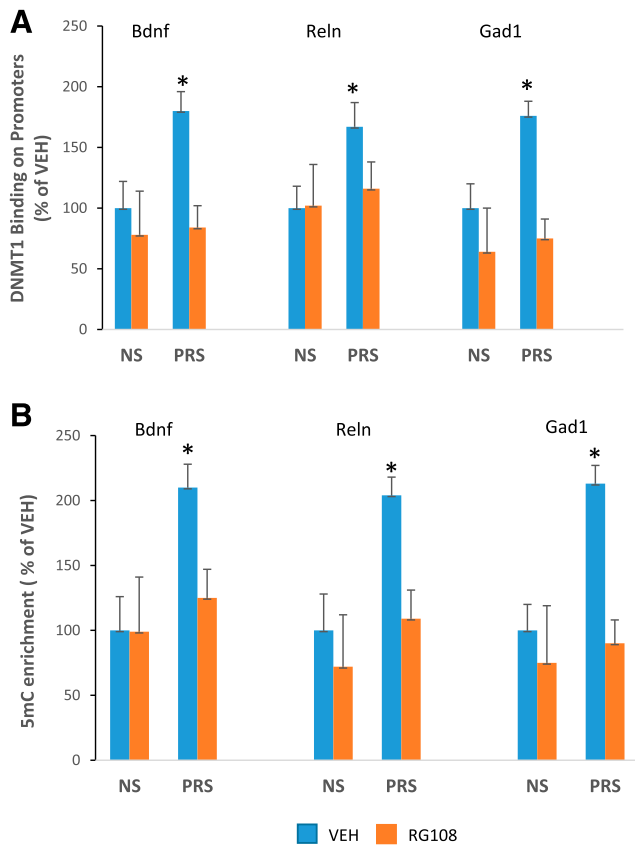 A
Bdnf Reln Gad1
DNMT1 Binding on Promoters
(% of VEH)
250
200
150
100
50
0
* * *
NS PRS NS PRS NS PRS
B
Bdnf Reln Gad1
5mC enrichment ( % of VEH)
250
200
150
100
50
0
* * *
NS PRS NS PRS NS PRS
VEH RG108